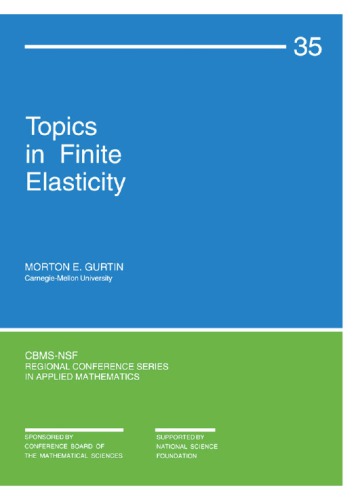 35
Topics
in Finite
Elasticity
MORTON E. GURTIN
Carnegie-Mellon University
CBMS-NSF
REGIONAL CONFERENCE SERIES
IN APPLIED MATHEMATICS
SPONSORED BY
CONFERENCE BOARD OF
THE MATHEMATICAL SCIENCES
SUPPORTED BY
NATIONAL SCIENCE
FOUNDATION